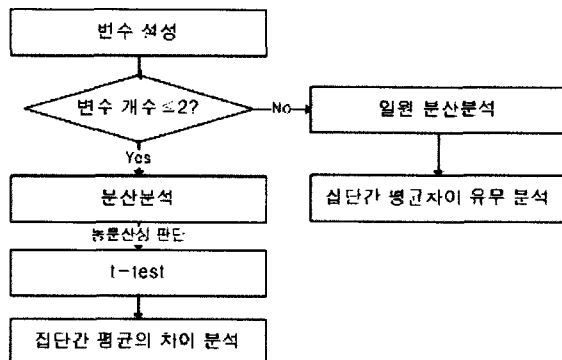 변수 설성
변수 개수≤2?
No
일원 분산분석
Yes
분산분석
집단간 평균차이 유무 분석
등분산성 판단
t-test
집단간 평균의 차이 분석